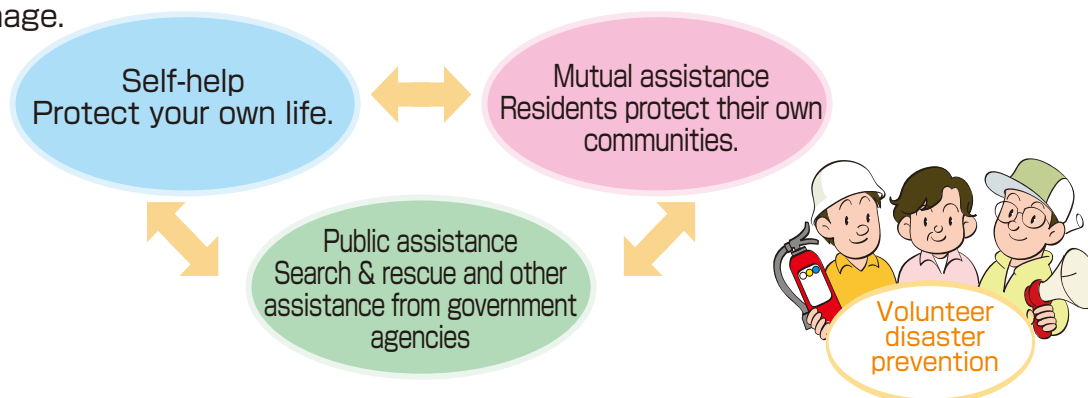 mage.
Self-help
Protect your own life.
Mutual assistance
Residents protect their own
communities.
Public assistance
Search & rescue and other
assistance from government
agencies
Volunteer
disaster
prevention